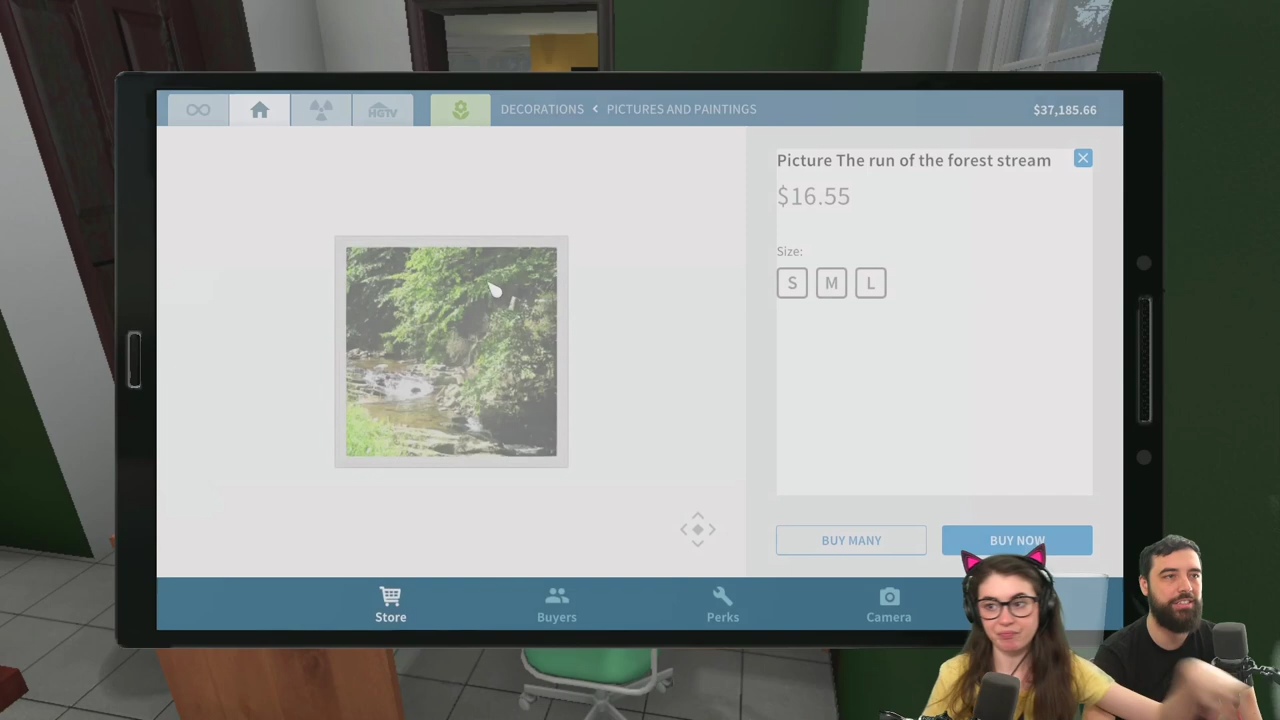 HGTV
DECORATIONS < PICTURES AND PAINTINGS
$37,185.66
Picture The run of the forest stream
$16.55
Size:
S M L
BUY MANY
BUY NOW
Store
Buyers
Perks
Camera